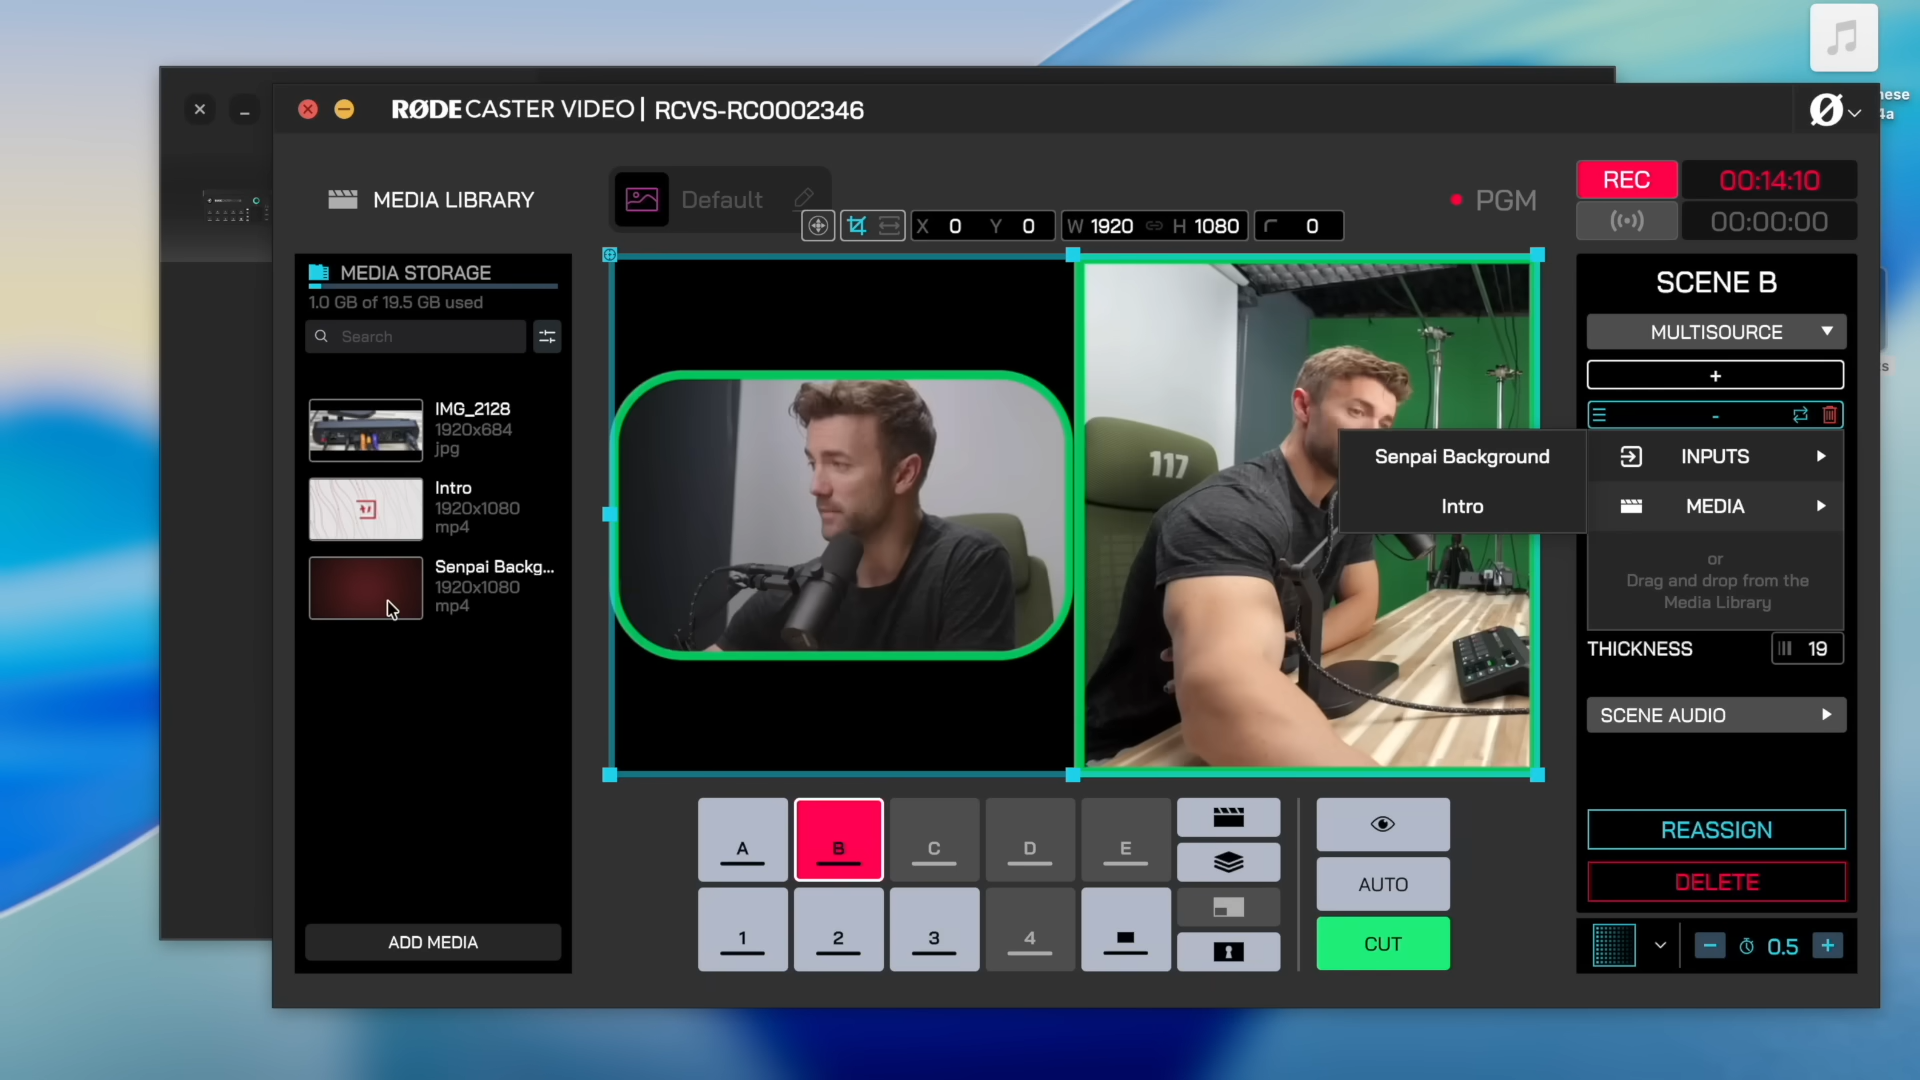 RØDECASTER VIDEO | RCVS-RC0002346
MEDIA LIBRARY
Default
PGM
REC
00:14:10
00:00:00
X 0 Y 0
W 1920 H 1080
0
MEDIA STORAGE
1.0 GB of 19.5 GB used
Search
IMG_2128
1920x684
jpg
Intro
1920x1080
mp4
Senpai Backg...
1920x1080
mp4
ADD MEDIA
117
SCENE B
MULTISOURCE
+
-
INPUTS
MEDIA
Senpai Background
Intro
or
Drag and drop from the
Media Library
THICKNESS
19
SCENE AUDIO
REASSIGN
DELETE
A
B
C
D
E
1
2
3
4
AUTO
CUT
0.5